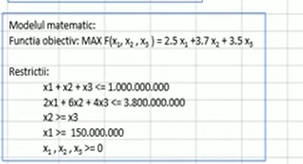 Modelul matematic:
Functia obiectiv: MAX F(x₁, x₂ , x₃ ) = 2.5 x₁ +3.7 x₂ + 3.5 x₃
Restrictii:
x1 + x2 + x3 <= 1.000.000.000
2x1 + 6x2 + 4x3 <= 3.800.000.000
x2 >= x3
x1 >= 150.000.000
x₁ , x₂ , x₃ >= 0